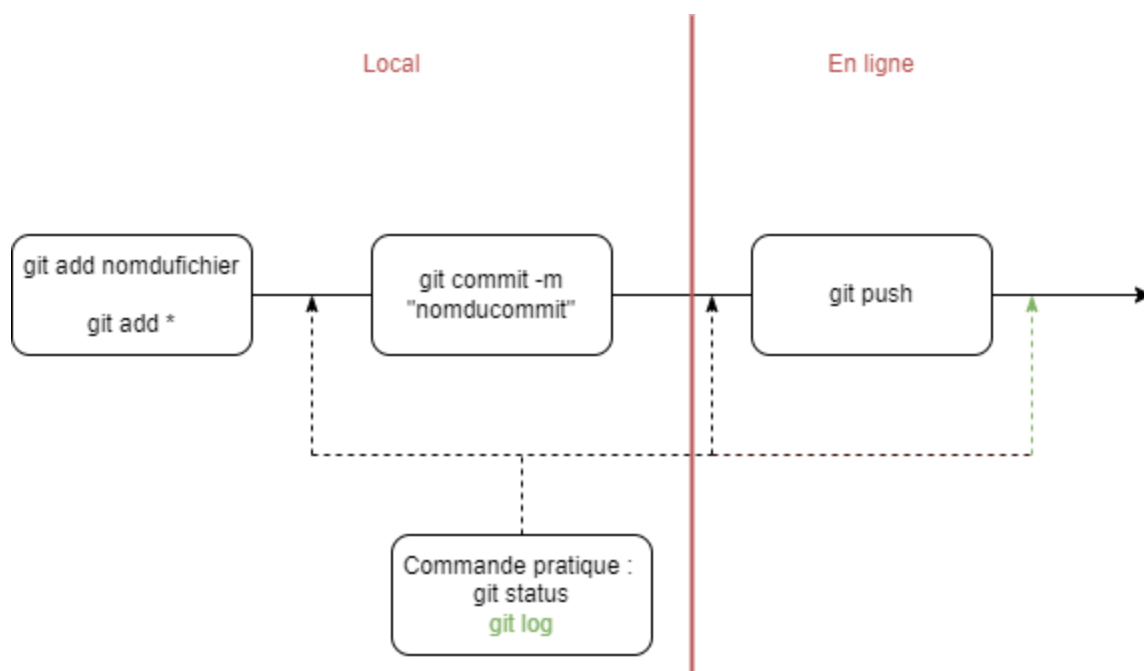 Local
En ligne
git add nomdufichier
git add *
git commit -m
"nomducommit"
git push
Commande pratique :
git status
git log